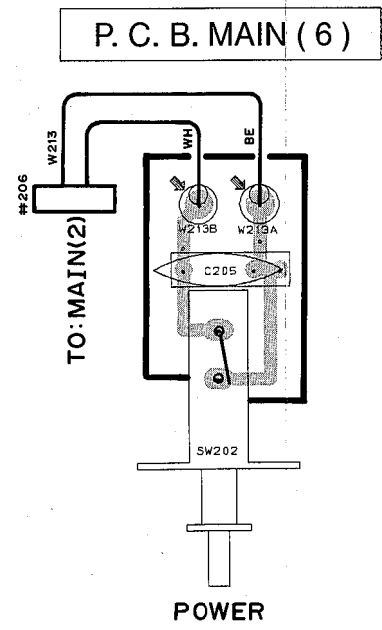 P. C. B. MAIN ( 6 )
W213
WH
BE
#206
W213B
W213A
TO:MAIN(2)
C205
SW202
POWER